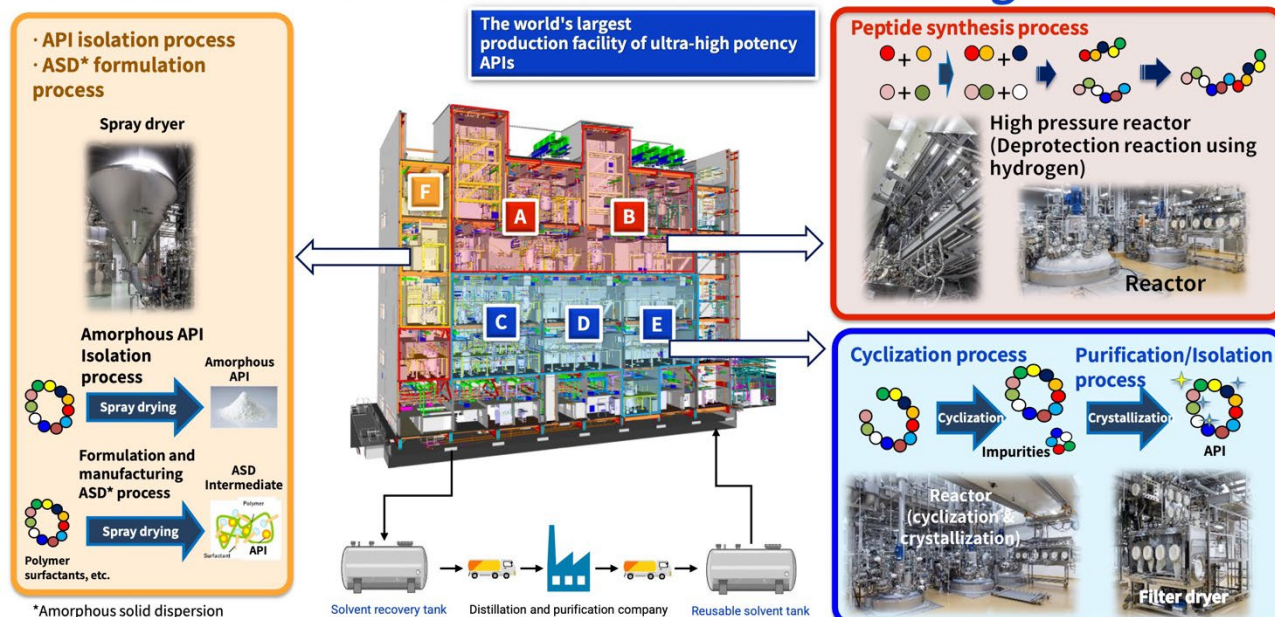 The world's largest
production facility of ultra-high potency
APIs
· API isolation process
· ASD* formulation
process
Spray dryer
Amorphous API
Isolation
process
Amorphous
API
Spray drying
Formulation and
manufacturing
ASD* process
ASD
Intermediate
Spray drying
Polymer
Surfactant
API
Polymer
surfactants, etc.
*Amorphous solid dispersion
F
A
B
C
D
E
Solvent recovery tank
Distillation and purification company
Reusable solvent tank
Peptide synthesis process
+
+
+
+
High pressure reactor
(Deprotection reaction using
hydrogen)
Reactor
Cyclization process
Purification/Isolation
process
Cyclization
Impurities
Crystallization
API
Reactor
(cyclization &
crystallization)
Filter dryer